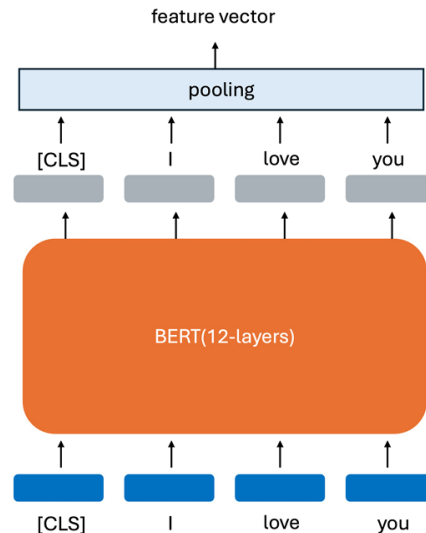 feature vector
pooling
[CLS] I love you
BERT(12-layers)
[CLS] I love you